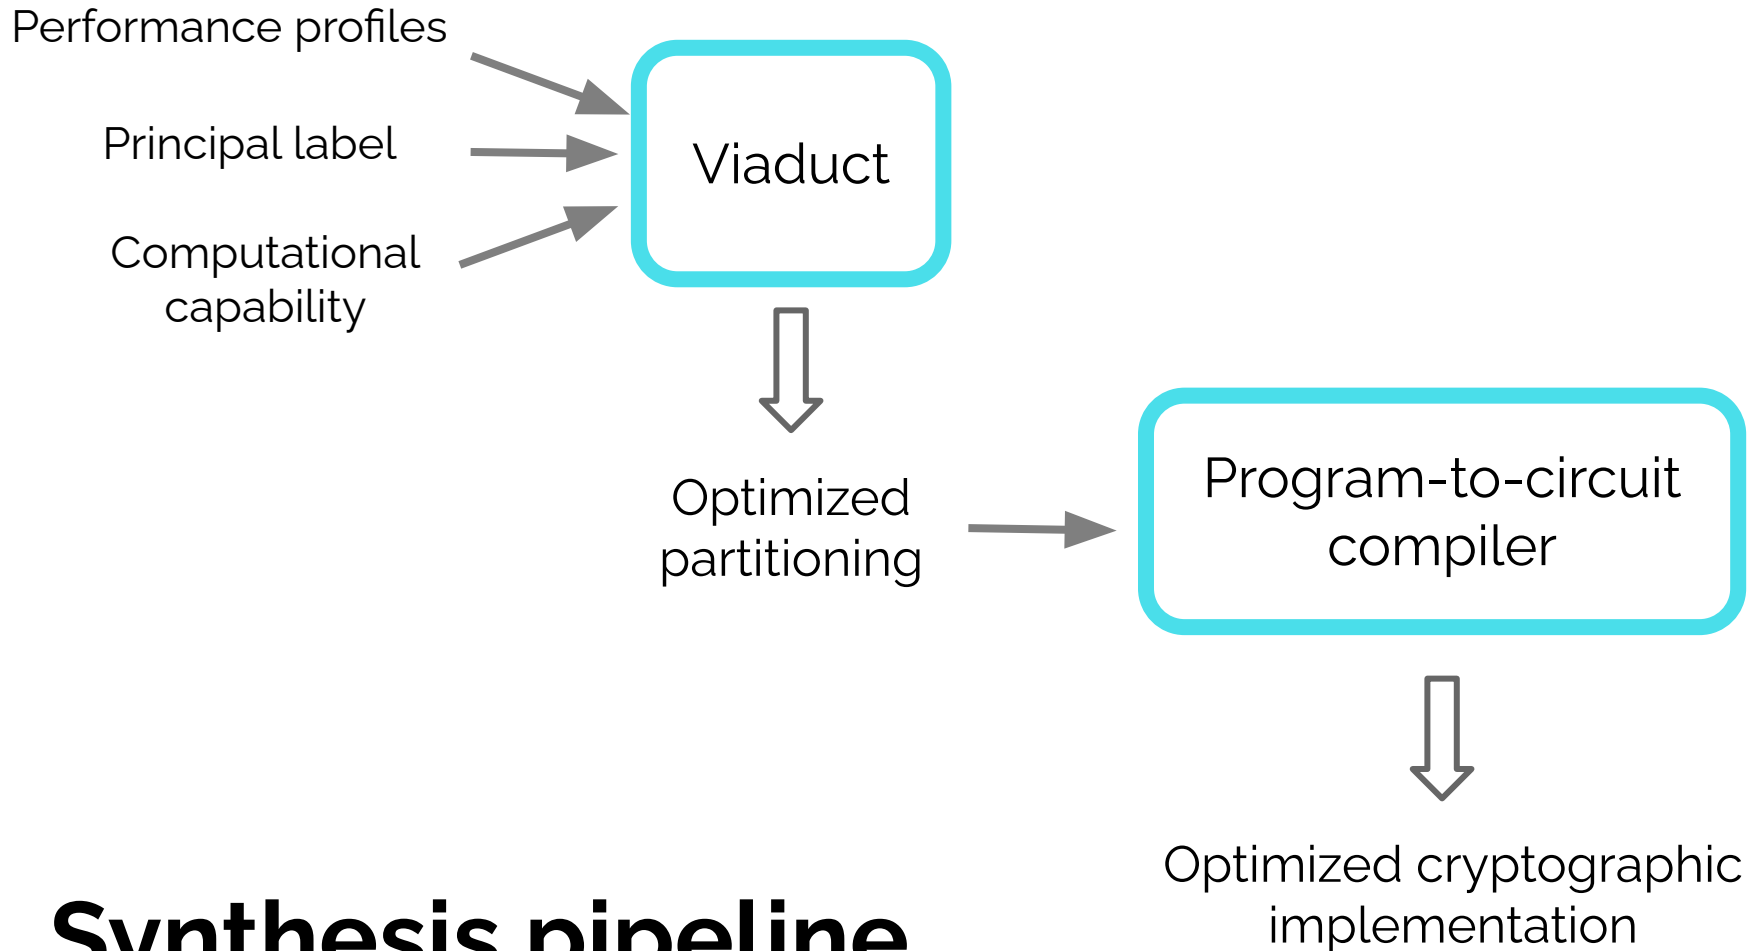 Performance profiles
Principal label
Computational
capability
Viaduct
Optimized
partitioning
Program-to-circuit
compiler
Optimized cryptographic
implementation
Synthesis pipeline